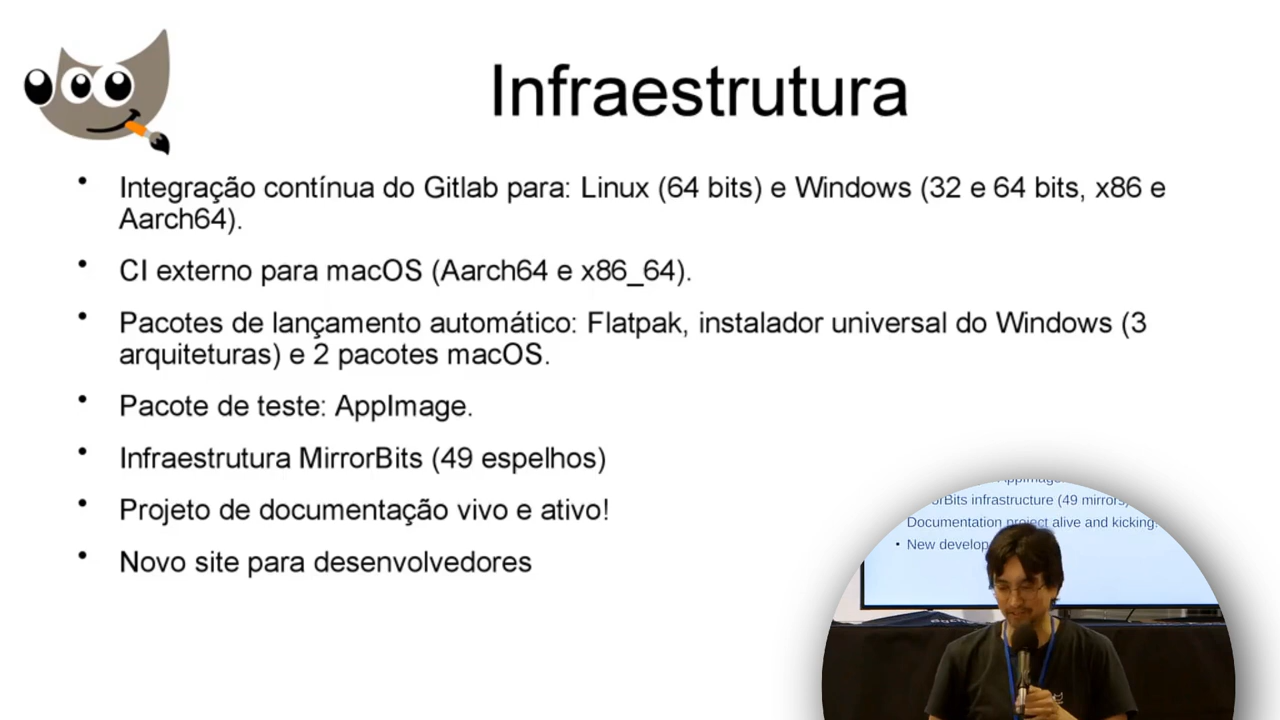 Infraestrutura
• Integração contínua do Gitlab para: Linux (64 bits) e Windows (32 e 64 bits, x86 e
Aarch64).
• CI externo para macOS (Aarch64 e x86_64).
• Pacotes de lançamento automático: Flatpak, instalador universal do Windows (3
arquiteturas) e 2 pacotes macOS.
• Pacote de teste: AppImage.
• Infraestrutura MirrorBits (49 espelhos)
• Projeto de documentação vivo e ativo!
• Novo site para desenvolvedores
infrastructure (49 mirrors)
Documentation project alive and kicking!
• New